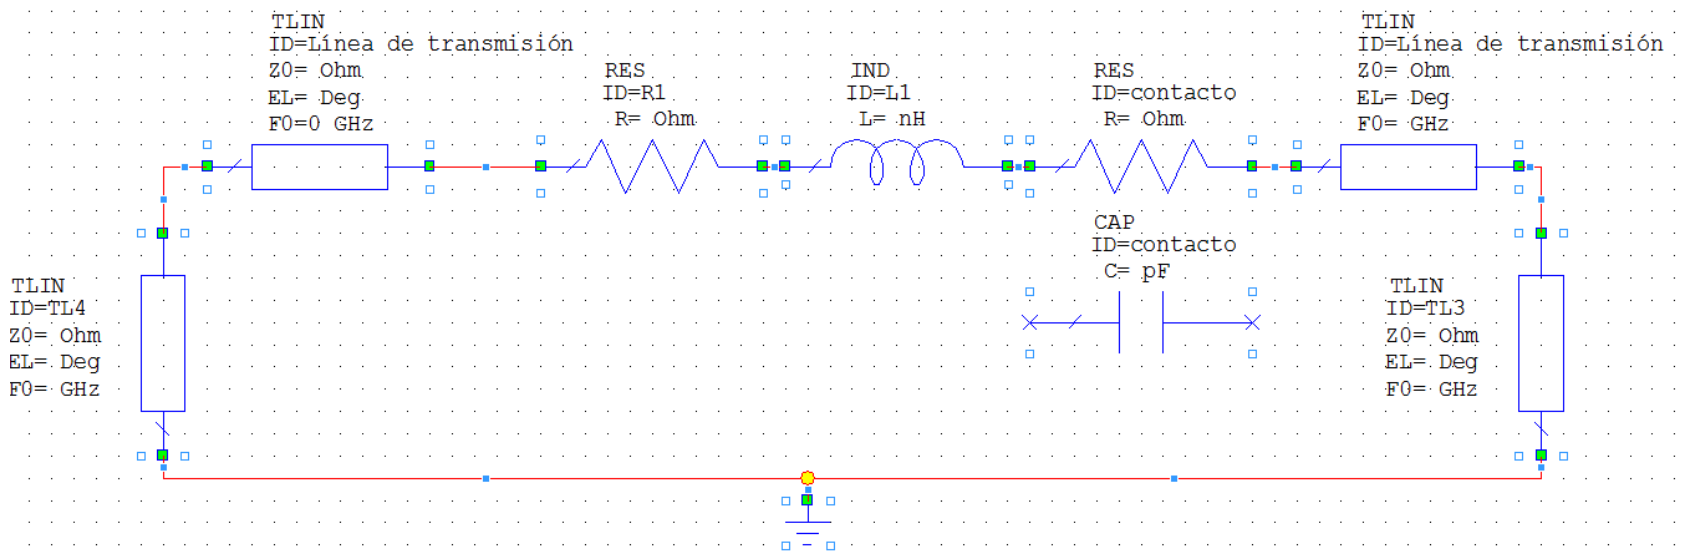 TLIN
ID=Línea de transmisión
Z0= Ohm
EL= Deg
F0=0 GHz
RES
ID=R1
R= Ohm
IND
ID=L1
L= nH
RES
ID=contacto
R= Ohm
TLIN
ID=Línea de transmisión
Z0= Ohm
EL= Deg
F0= GHz
CAP
ID=contacto
C= pF
TLIN
ID=TL4
Z0= Ohm
EL= Deg
F0= GHz
TLIN
ID=TL3
Z0= Ohm
EL= Deg
F0= GHz